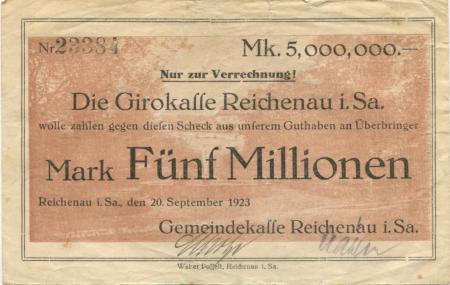 Nr. 23334 Mk. 5,000,000.—
Nur zur Verrechnung!
Die Girokasse Reichenau i. Sa.
wolle zahlen gegen diesen Scheck aus unserem Guthaben an Überbringer
Mark Fünf Millionen
Reichenau i. Sa., den 20. September 1923
Gemeindekasse Reichenau i. Sa.
Reichenau i. Sa.